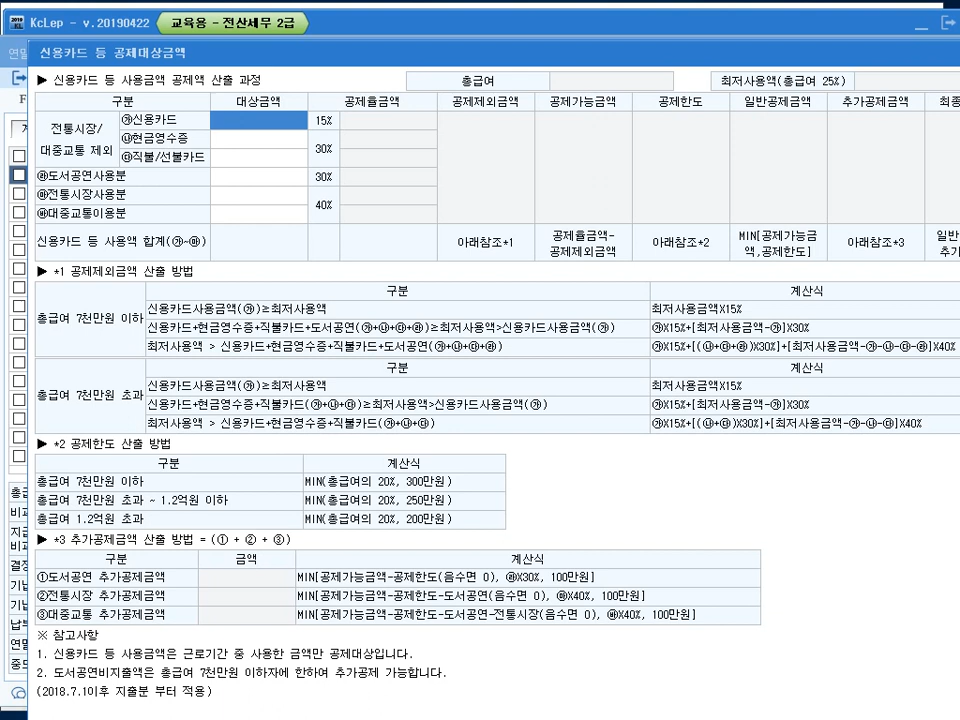 KcLep - v.20190422 교육용 - 전산세무 2급
신용카드 등 공제대상금액
▶ 신용카드 등 사용금액 공제액 산출 과정 총급여 최저사용액(총급여 25%)
구분 대상금액 공제율금액 공제제외금액 공제가능금액 공제한도 일반공제금액 추가공제금액 최종
전통시장/
대중교통 제외
㉮신용카드 15%
㉯현금영수증
30%
㉰직불/선불카드
㉱도서공연사용분 30%
㉲전통시장사용분
40%
㉳대중교통이용분
신용카드 등 사용액 합계(㉮~㉳) 아래참조*1 공제율금액-
공제제외금액 아래참조*2 MIN[공제가능금
액,공제한도] 아래참조*3 일반
추가
▶ *1 공제제외금액 산출 방법
구분 계산식
총급여 7천만원 이하
신용카드사용금액(㉮)≥최저사용액 최저사용금액X15%
신용카드+현금영수증+직불카드+도서공연(㉮+㉯+㉰+㉱)≥최저사용액>신용카드사용금액(㉮) ㉮X15%+[최저사용금액-㉮]X30%
최저사용액 > 신용카드+현금영수증+직불카드+도서공연(㉮+㉯+㉰+㉱) ㉮X15%+[(㉯+㉰+㉱)X30%]+[최저사용금액-㉮-㉯-㉰-㉱]X40%
구분 계산식
총급여 7천만원 초과
신용카드사용금액(㉮)≥최저사용액 최저사용금액X15%
신용카드+현금영수증+직불카드(㉮+㉯+㉰)≥최저사용액>신용카드사용금액(㉮) ㉮X15%+[최저사용금액-㉮]X30%
최저사용액 > 신용카드+현금영수증+직불카드(㉮+㉯+㉰) ㉮X15%+[(㉯+㉰)X30%]+[최저사용금액-㉮-㉯-㉰]X40%
▶ *2 공제한도 산출 방법
구분 계산식
총급여 7천만원 이하 MIN(총급여의 20%, 300만원)
총급여 7천만원 초과 ~ 1.2억원 이하 MIN(총급여의 20%, 250만원)
총급여 1.2억원 초과 MIN(총급여의 20%, 200만원)
▶ *3 추가공제금액 산출 방법 = (① + ② + ③)
구분 금액 계산식
①도서공연 추가공제금액 MIN[공제가능금액-공제한도(음수면 0), ㉱X30%, 100만원]
②전통시장 추가공제금액 MIN[공제가능금액-공제한도-도서공연(음수면 0), ㉲X40%, 100만원]
③대중교통 추가공제금액 MIN[공제가능금액-공제한도-도서공연-전통시장(음수면 0), ㉳X40%, 100만원]
※ 참고사항
1. 신용카드 등 사용금액은 근로기간 중 사용한 금액만 공제대상입니다.
2. 도서공연비지출액은 총급여 7천만원 이하자에 한하여 추가공제 가능합니다.
(2018.7.1이후 지출분 부터 적용)